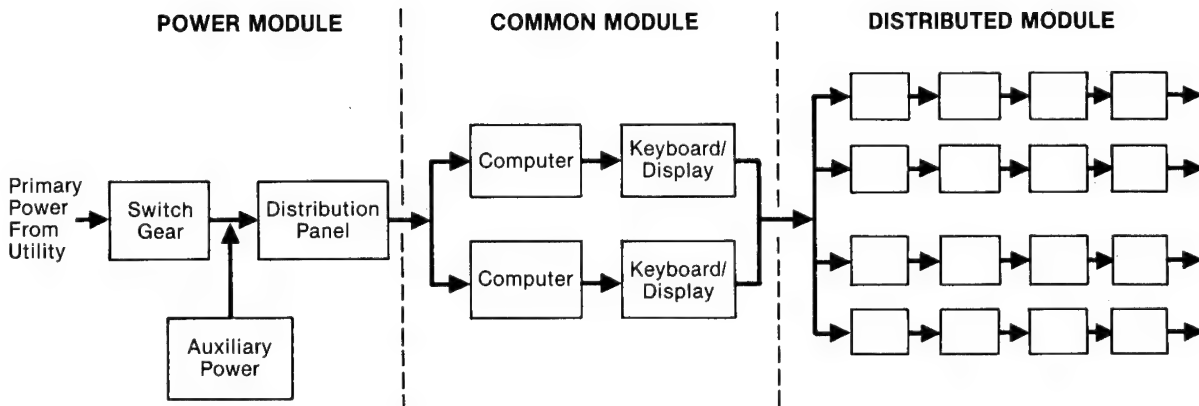 POWER MODULE
COMMON MODULE
DISTRIBUTED MODULE
Primary
Power
From
Utility
Switch
Gear
Distribution
Panel
Auxiliary
Power
Computer
Keyboard/
Display
Computer
Keyboard/
Display